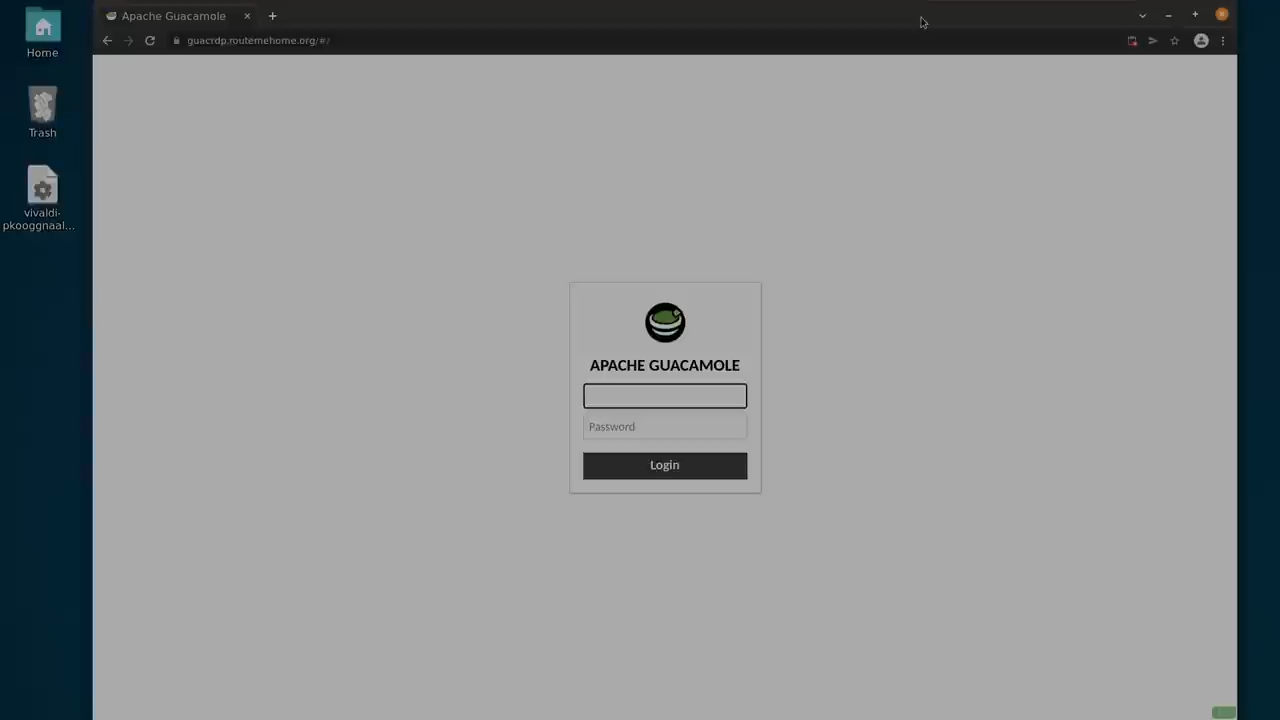 Apache Guacamole
guacrdp.routemehome.org/#/
Home
Trash
vivaldi-
pkooggnaal...
APACHE GUACAMOLE
Password
Login